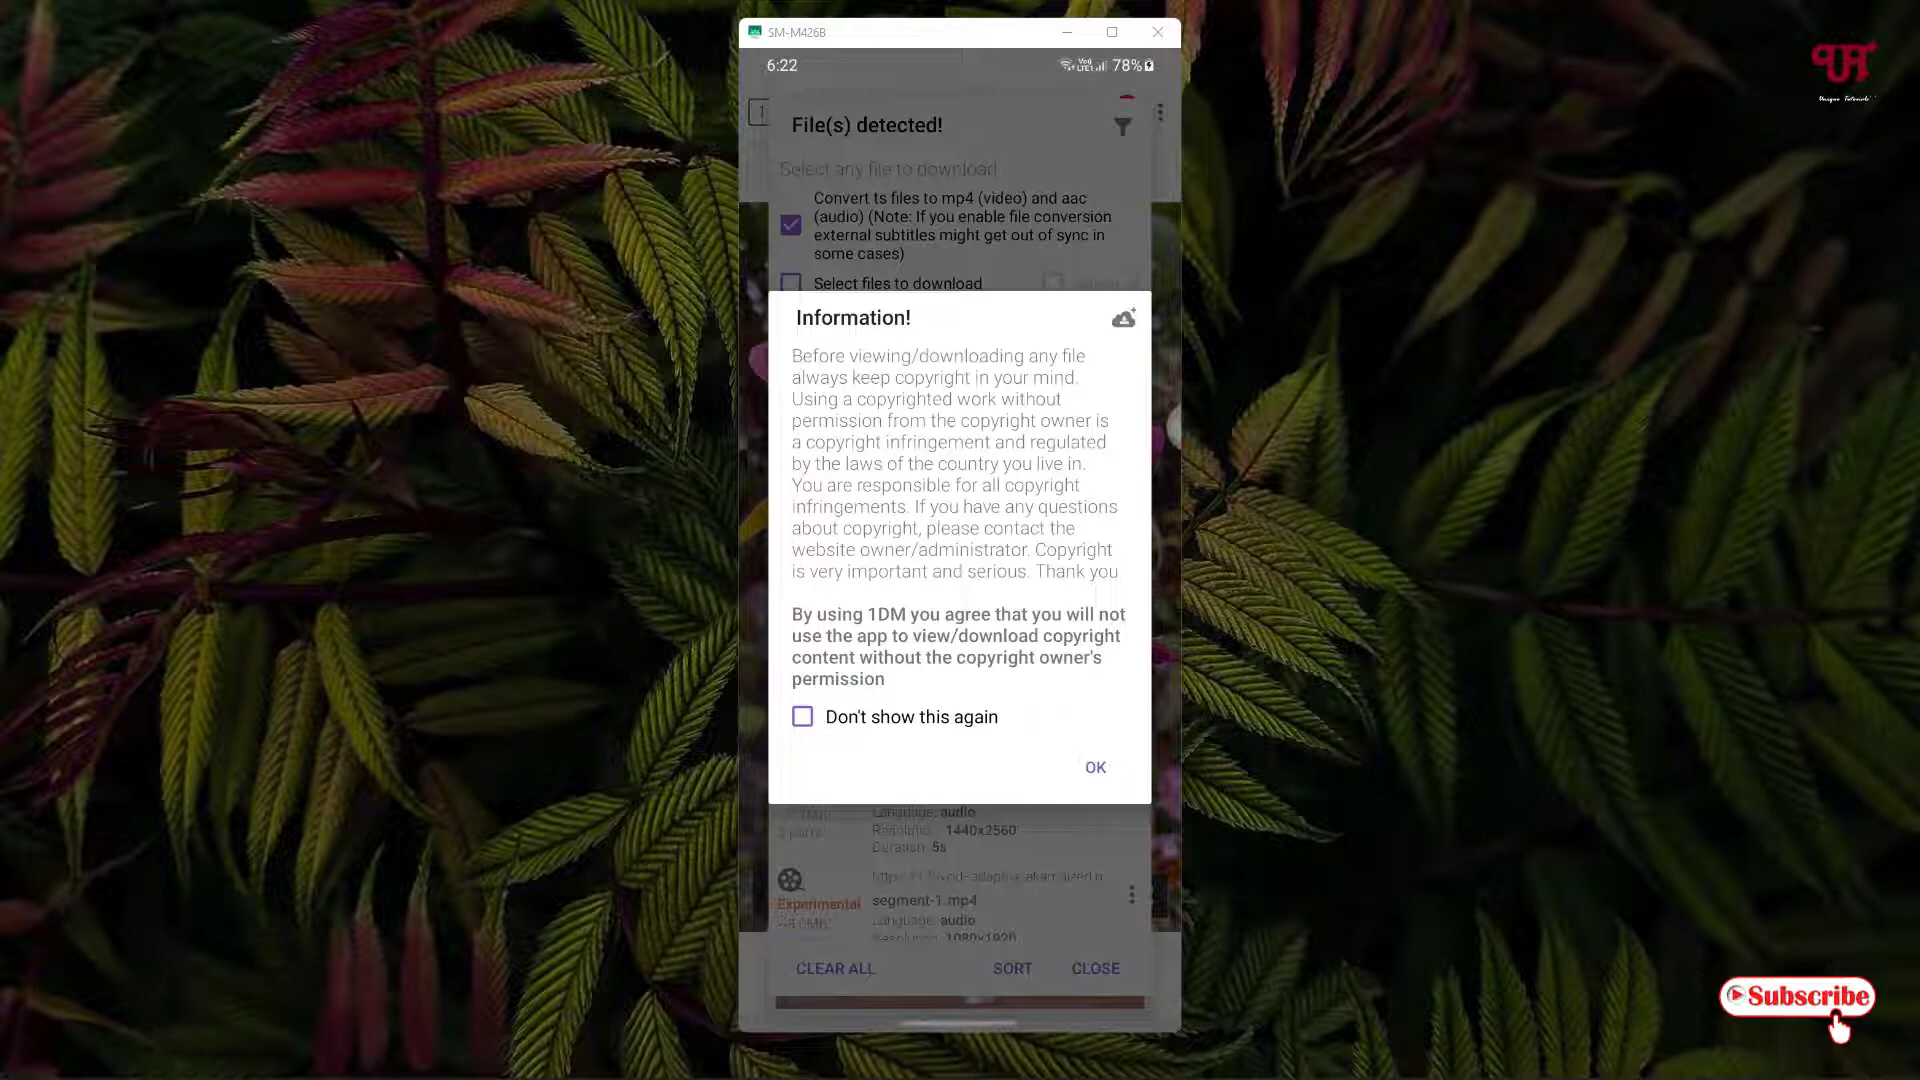 SM-M426B
6:22
78%
File(s) detected!
Select any file to download
Convert ts files to mp4 (video) and aac
(audio) (Note: If you enable file conversion
external subtitles might get out of sync in
some cases)
Select files to download
Information!
Before viewing/downloading any file
always keep copyright in your mind.
Using a copyrighted work without
permission from the copyright owner is
a copyright infringement and regulated
by the laws of the country you live in.
You are responsible for all copyright
infringements. If you have any questions
about copyright, please contact the
website owner/administrator. Copyright
is very important and serious. Thank you
By using 1DM you agree that you will not
use the app to view/download copyright
content without the copyright owner's
permission
Don't show this again
OK
Language: audio
1440x2560
Duration: 5s
Experimental
segment-1.mp4
Language: audio
Resolution: 1080x1920
CLEAR ALL SORT CLOSE
Unique Tutorials
Subscribe